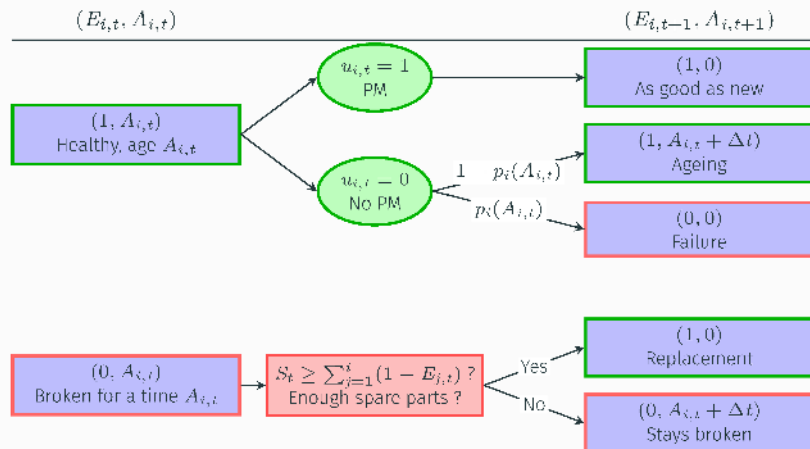 (E_{i,t}, A_{i,t})
(E_{i,t-1}, A_{i,t+1})
u_{i,t} = 1
PM
(1, 0)
As good as new
(1, A_{i,t})
Healthy, age A_{i,t}
(1, A_{i,t} + Δt)
Ageing
1   p_i(A_{i,t})
u_{i,t} = 0
No PM
p_i(A_{i,t})
(0, 0)
Failure
(0, A_{i,t})
Broken for a time A_{i,t}
S_t ≥ ∑_{j=1}^{i}(1 − E_{j,t}) ?
Enough spare parts ?
Yes
(1, 0)
Replacement
No
(0, A_{i,t} + Δt)
Stays broken